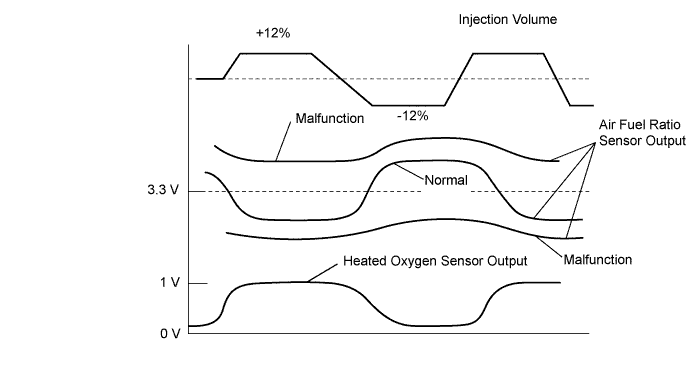 Injection Volume
+12%
-12%
Malfunction
Air Fuel Ratio
Sensor Output
Normal
3.3 V
Malfunction
Heated Oxygen Sensor Output
1 V
0 V